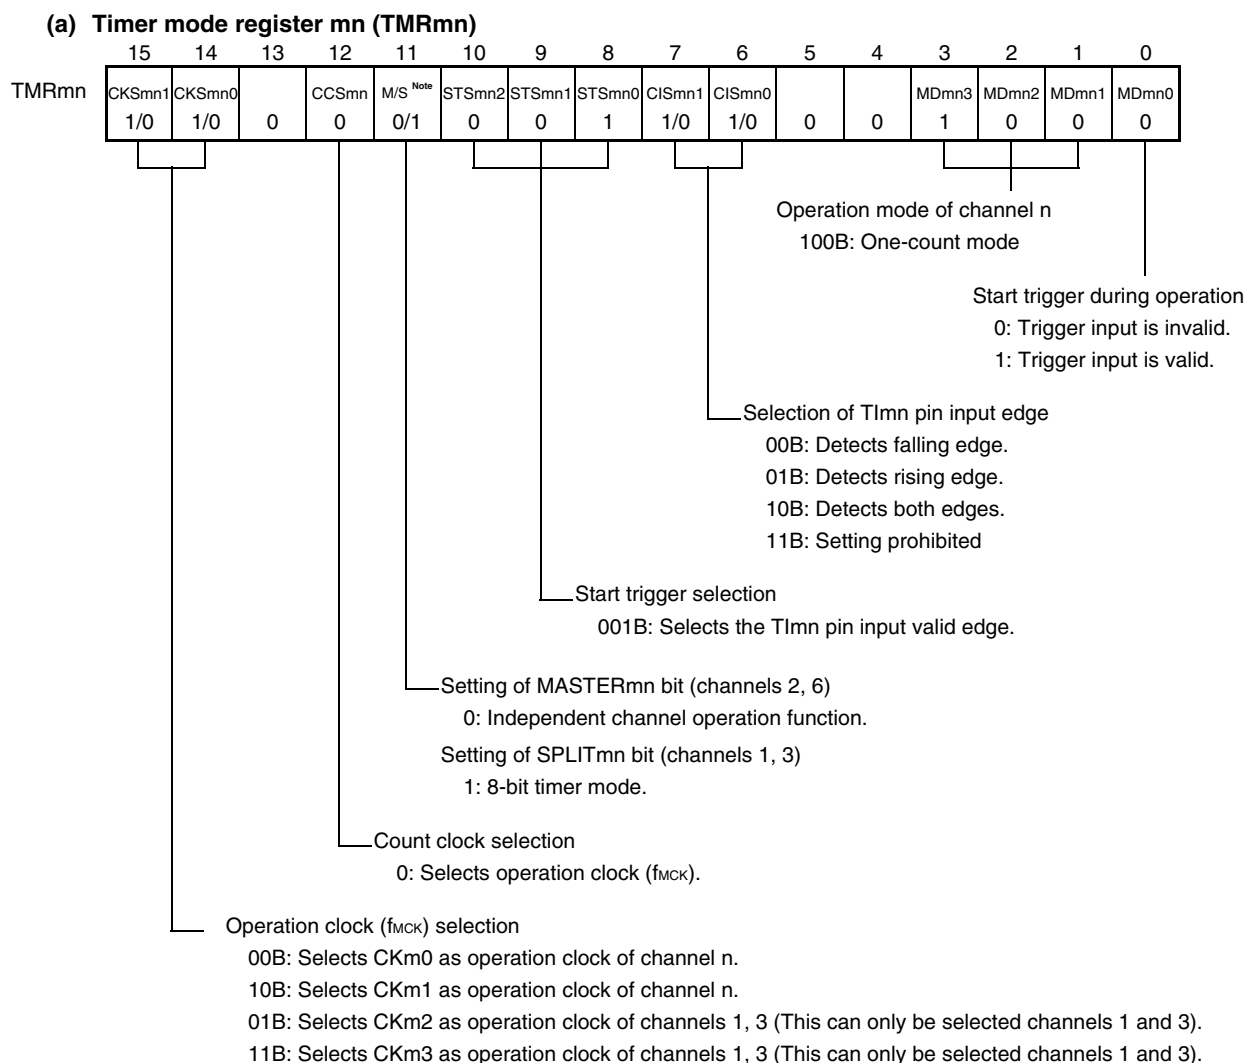 (a) Timer mode register mn (TMRmn)
15 14 13 12 11 10 9 8 7 6 5 4 3 2 1 0
TMRmn CKSmn1 CKSmn0 CCSmn M/S Note STSmn2 STSmn1 STSmn0 CISmn1 CISmn0 MDmn3 MDmn2 MDmn1 MDmn0
1/0 1/0 0 0 0/1 0 0 1 1/0 1/0 0 0 1 0 0 0
Operation mode of channel n
100B: One-count mode
Start trigger during operation
0: Trigger input is invalid.
1: Trigger input is valid.
Selection of TImn pin input edge
00B: Detects falling edge.
01B: Detects rising edge.
10B: Detects both edges.
11B: Setting prohibited
Start trigger selection
001B: Selects the TImn pin input valid edge.
Setting of MASTERmn bit (channels 2, 6)
0: Independent channel operation function.
Setting of SPLITmn bit (channels 1, 3)
1: 8-bit timer mode.
Count clock selection
0: Selects operation clock (fMCK).
Operation clock (fMCK) selection
00B: Selects CKm0 as operation clock of channel n.
10B: Selects CKm1 as operation clock of channel n.
01B: Selects CKm2 as operation clock of channels 1, 3 (This can only be selected channels 1 and 3).
11B: Selects CKm3 as operation clock of channels 1, 3 (This can only be selected channels 1 and 3).